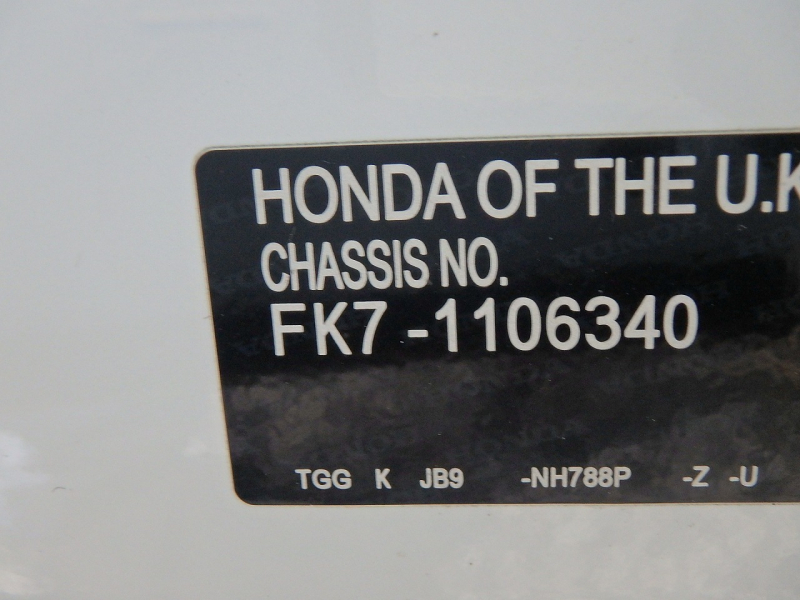 HONDA OF THE U.K
CHASSIS NO.
FK7 -1106340
TGG K JB9 -NH788P -Z -U